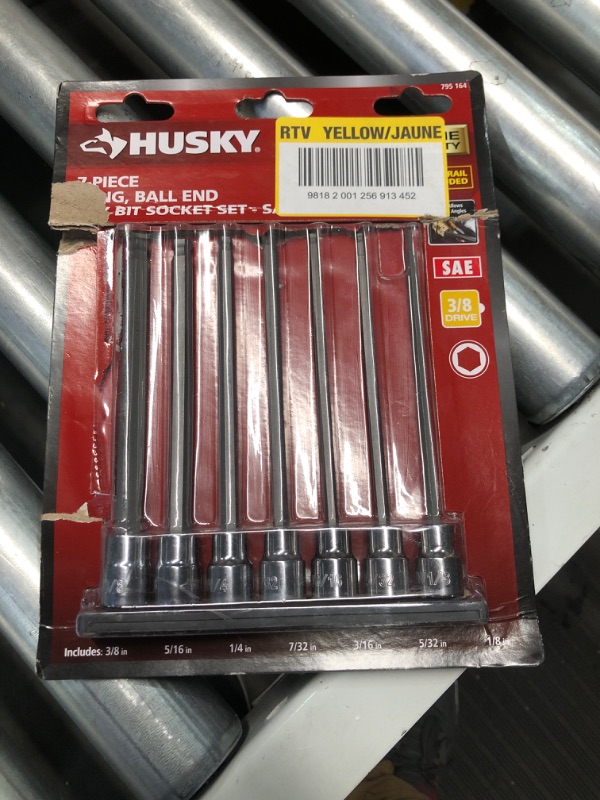 795 164
HUSKY
RTV YELLOW/JAUNE
9818 2 001 256 913 452
7-PIECE
BALL END
BIT SOCKET SET - SA
SAE
3/8
DRIVE
Angles
Includes: 3/8 in 5/16 in 1/4 in 7/32 in 3/16 in 5/32 in 1/8 in